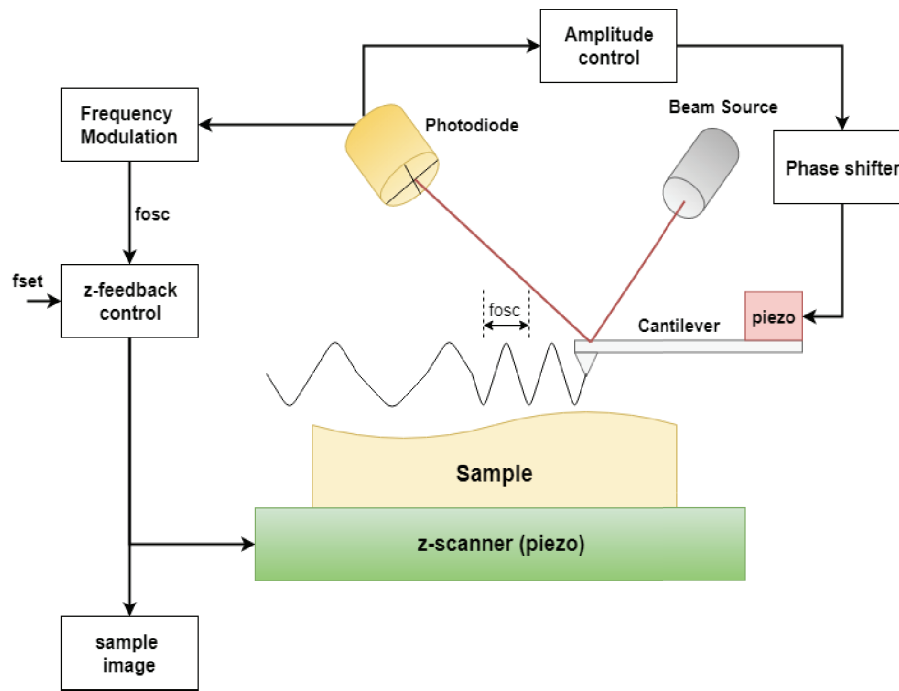 Amplitude
control
Beam Source
Frequency
Modulation
Photodiode
Phase shifter
fosc
fset
z-feedback
control
fosc
Cantilever
piezo
Sample
z-scanner (piezo)
sample
image